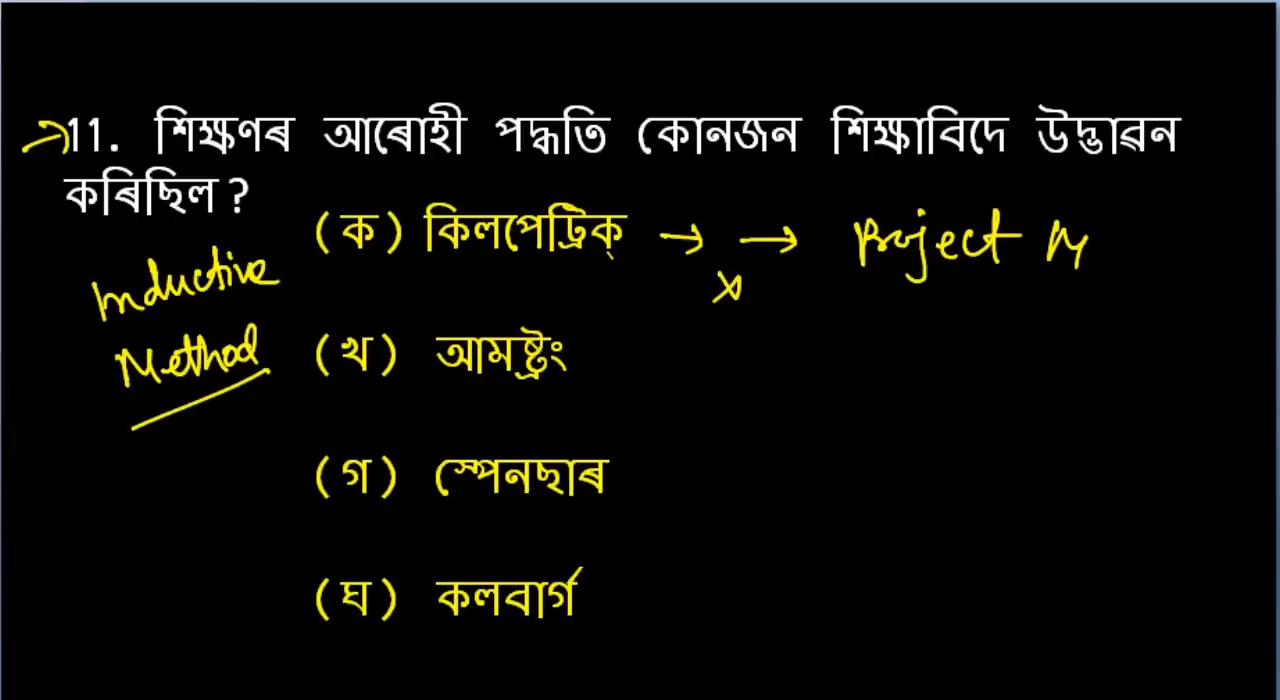 11. শিক্ষণৰ আৰোহী পদ্ধতি কোনজন শিক্ষাবিদে উদ্ভাৱন
কৰিছিল ?
(ক) কিলপেট্ৰিক্ → → Project M
x
Inductive
Method
(খ) আমষ্ট্ৰং
(গ) স্পেনছাৰ
(ঘ) কলবাৰ্গ